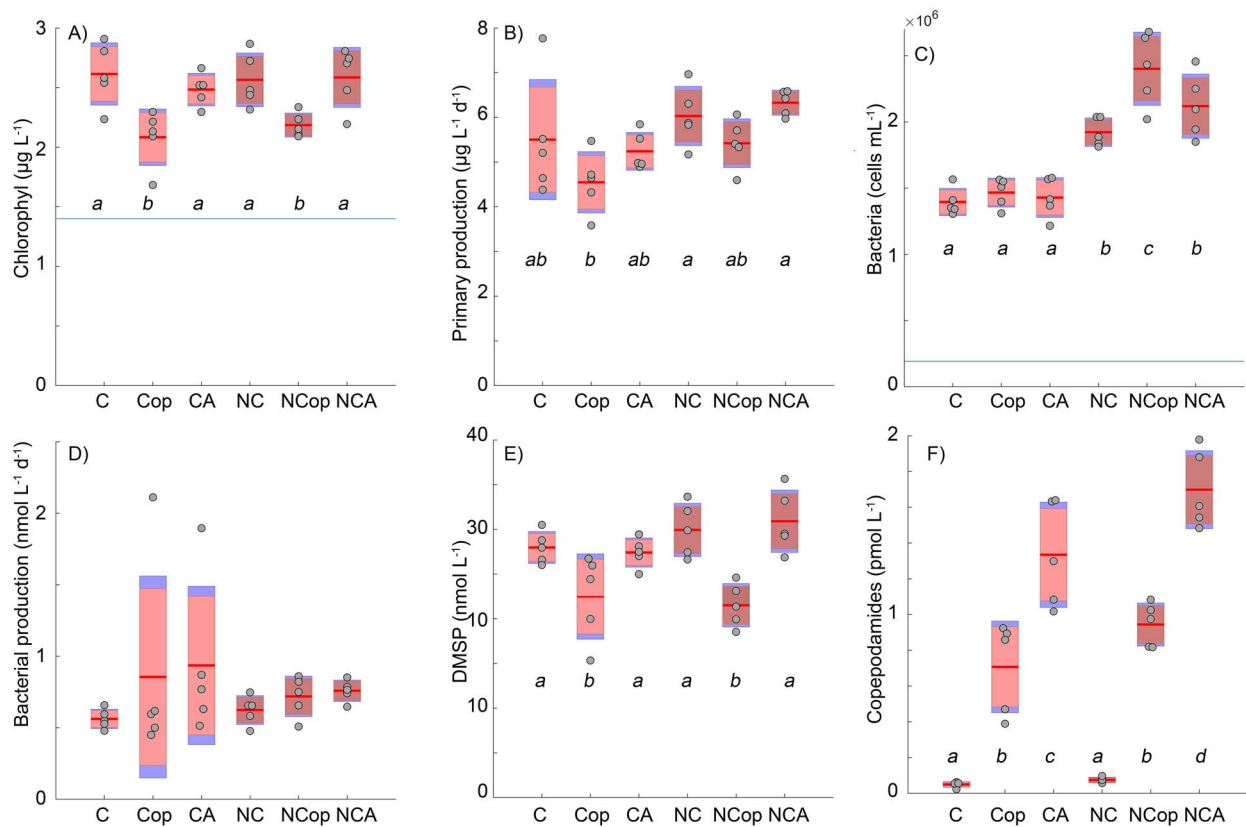 A)
3
2
1
0
Chlorophyl (µg L⁻¹)
a b a a b a
C Cop CA NC NCop NCA
B)
8
6
4
2
0
Primary production (µg L⁻¹ d⁻¹)
ab b ab a ab a
C Cop CA NC NCop NCA
×10⁶
C)
2
1
0
Bacteria (cells mL⁻¹)
a a a b c b
C Cop CA NC NCop NCA
D)
2
1
0
Bacterial production (nmol L⁻¹ d⁻¹)
C Cop CA NC NCop NCA
E)
40
30
10
10
0
DMSP (nmol L⁻¹)
a b a a b a
C Cop CA NC NCop NCA
F)
2
1
0
Copepodamides (pmol L⁻¹)
a b c a b d
C Cop CA NC NCop NCA